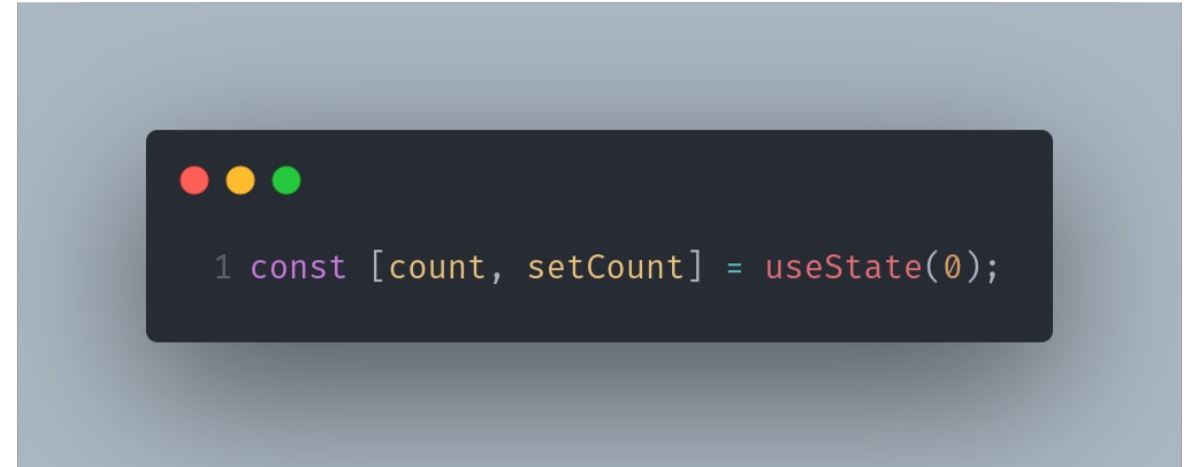 1 const [count, setCount] = useState(0);